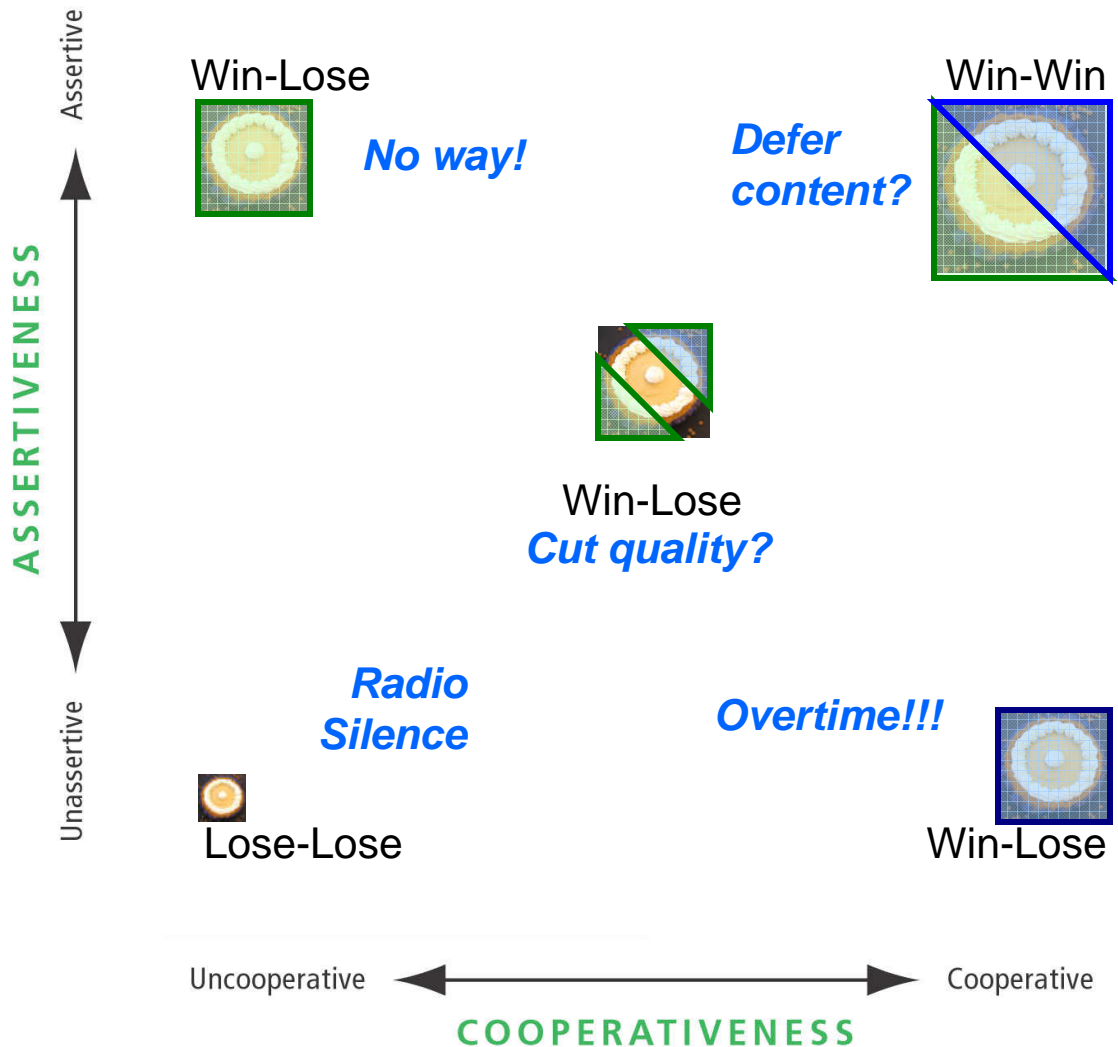 Assertive
Win-Lose
Win-Win
No way!
Defer
content?
ASSERTIVENESS
Win-Lose
Cut quality?
Radio
Silence
Overtime!!!
Unassertive
Lose-Lose
Win-Lose
Uncooperative
Cooperative
COOPERATIVENESS